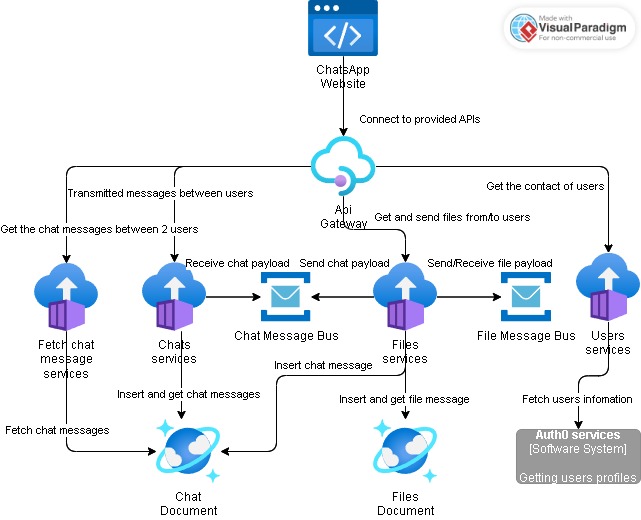 Made with
VisualParadigm
For non-commercial use
ChatsApp
Website
Connect to provided APIs
Transmitted messages between users
Get the contact of users
Api
Gateway
Get and send files from/to users
Get the chat messages between 2 users
Receive chat payload
Send chat payload
Send/Receive file payload
Fetch chat
message
services
Chats
services
Chat Message Bus
Files
services
File Message Bus
Users
services
Insert chat message
Insert and get chat messages
Insert and get file message
Fetch users infomation
Fetch chat messages
Auth0 services
[Software System]
Getting users profiles
Chat
Document
Files
Document